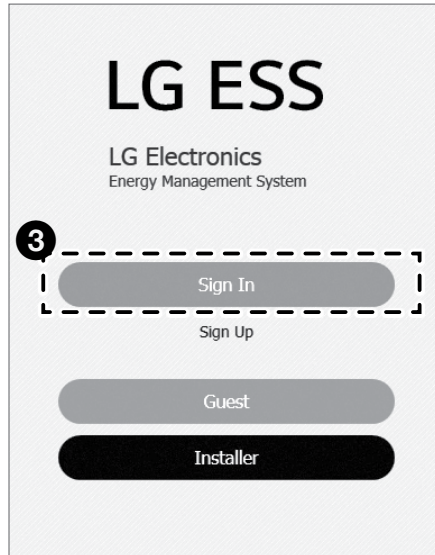 LG ESS
LG Electronics
Energy Management System
3
Sign In
Sign Up
Guest
Installer